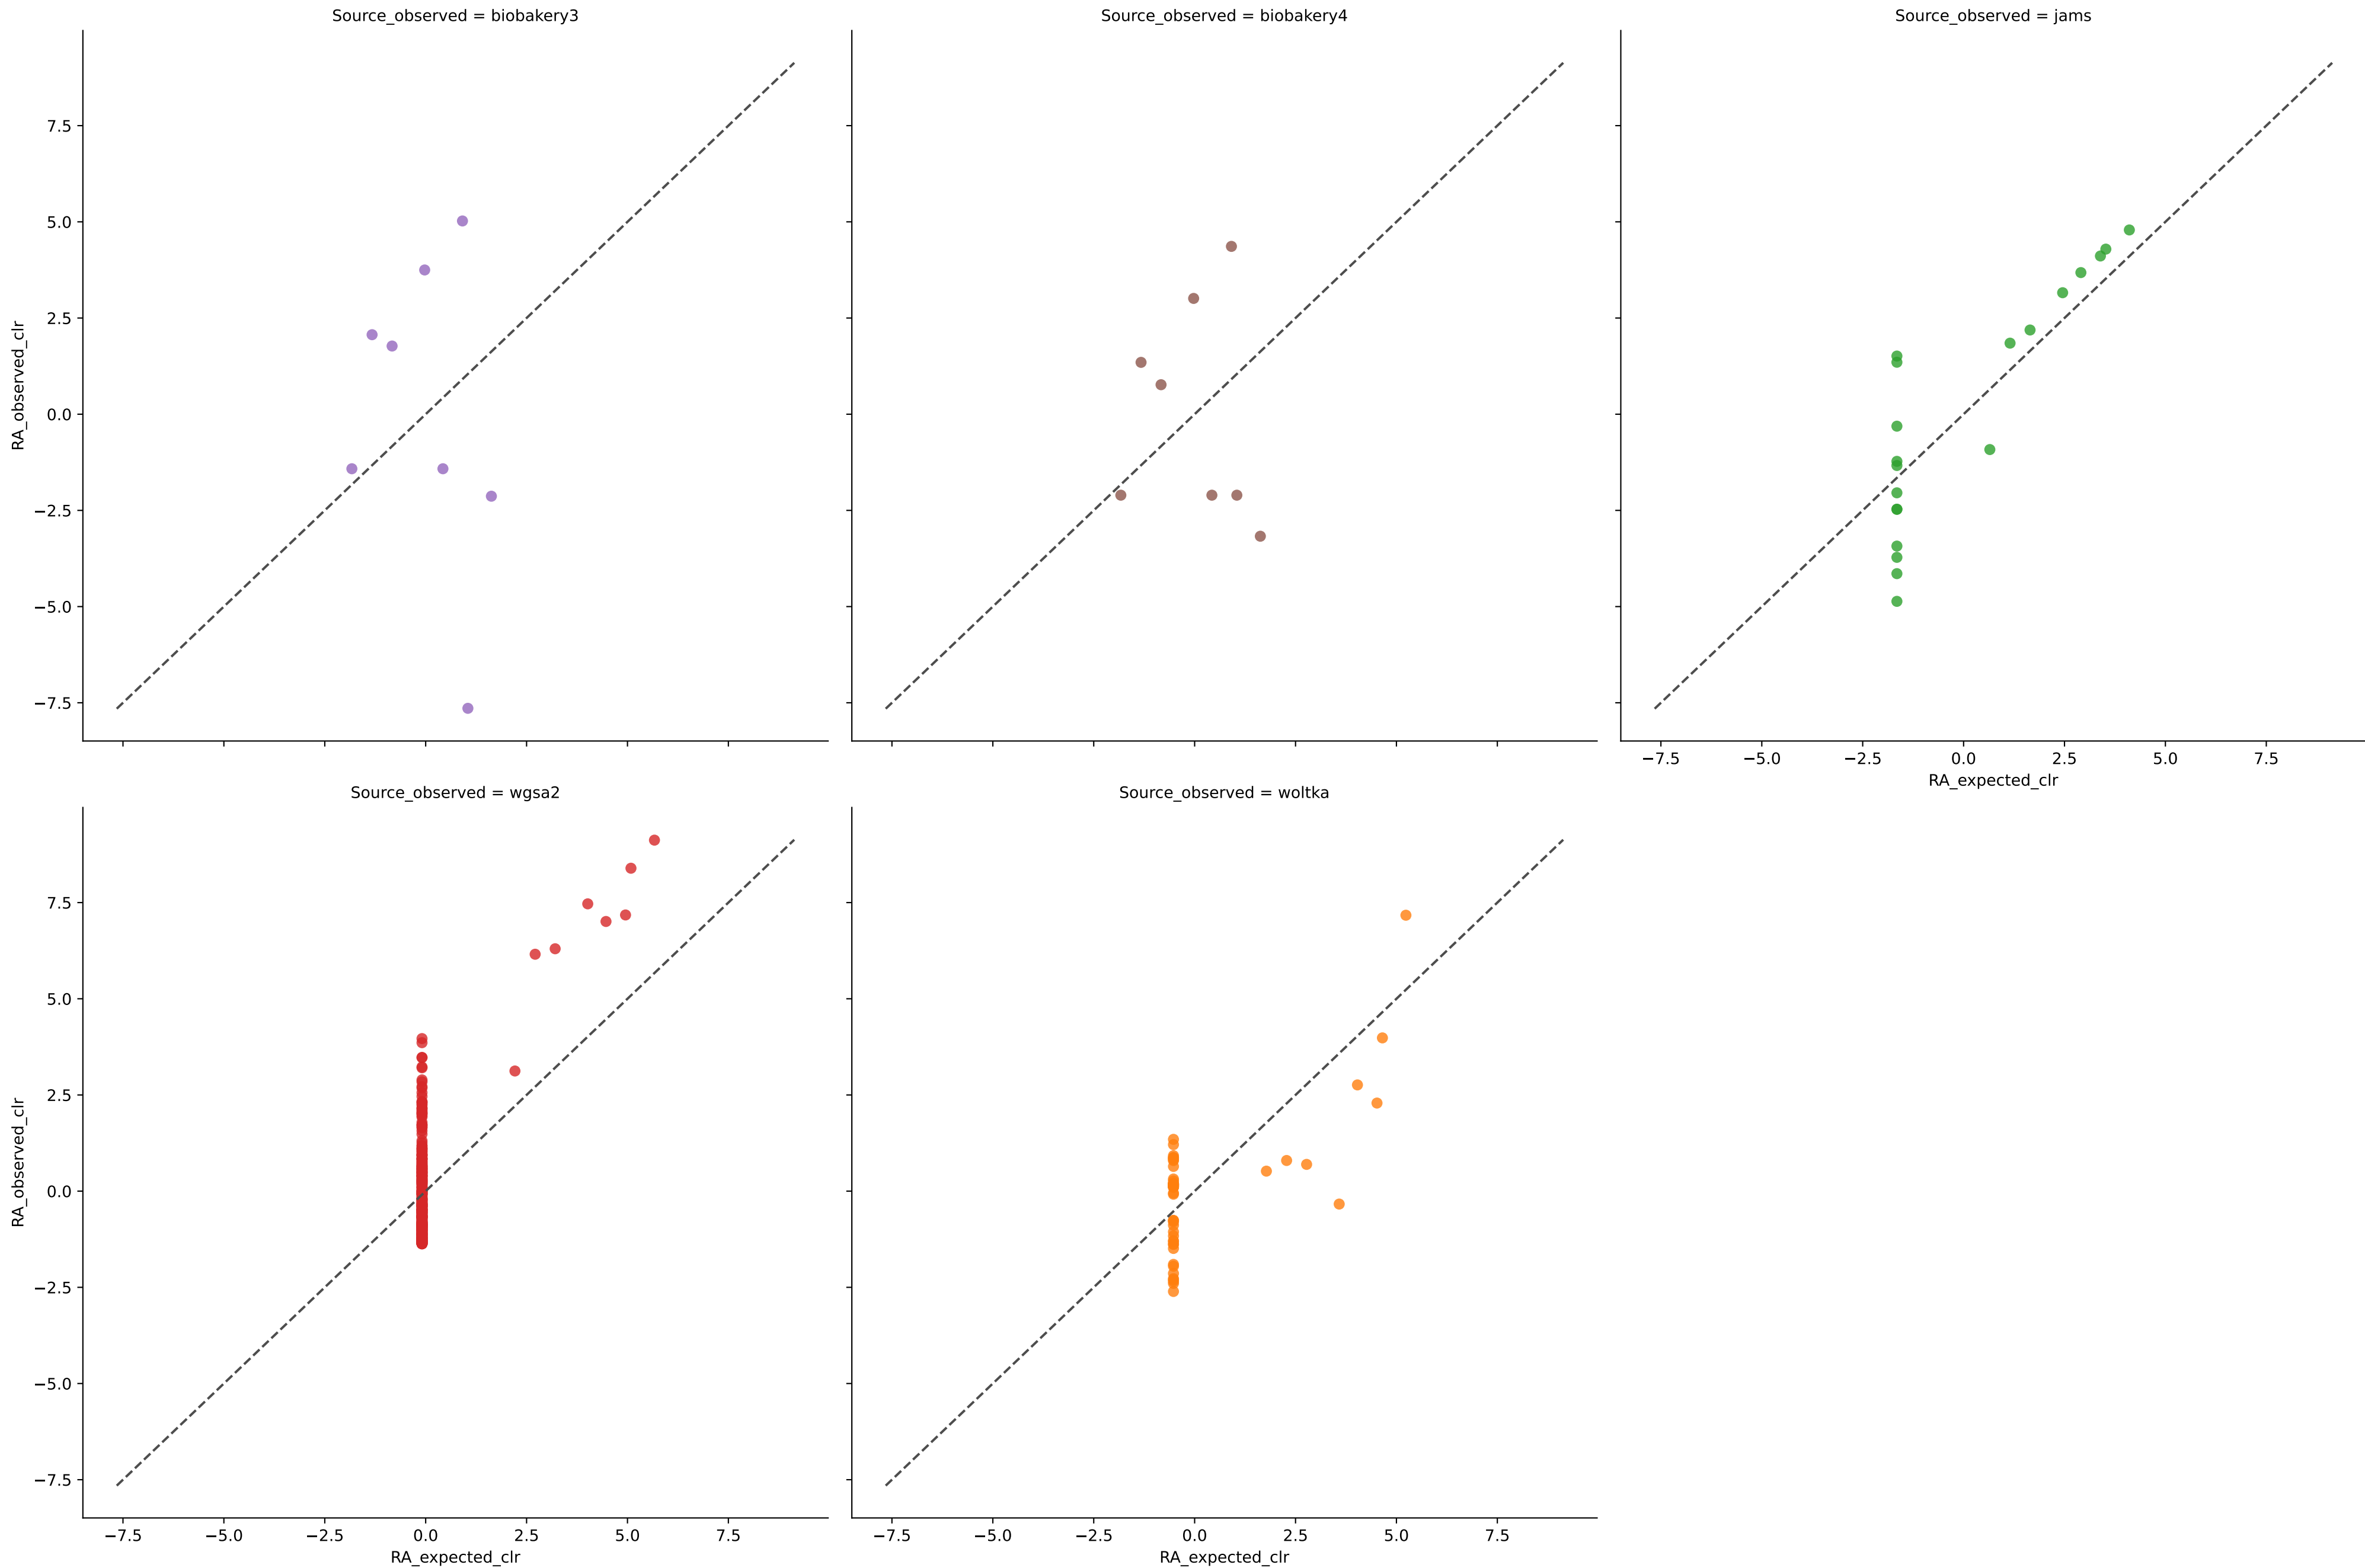 Source_observed = biobakery3
Source_observed = biobakery4
Source_observed = jams
RA_observed_clr
7.5
5.0
2.5
0.0
−2.5
−5.0
−7.5
−7.5 −5.0 −2.5 0.0 2.5 5.0 7.5
RA_expected_clr
Source_observed = wgsa2
Source_observed = woltka
RA_observed_clr
7.5
5.0
2.5
0.0
−2.5
−5.0
−7.5
−7.5 −5.0 −2.5 0.0 2.5 5.0 7.5
RA_expected_clr
−7.5 −5.0 −2.5 0.0 2.5 5.0 7.5
RA_expected_clr